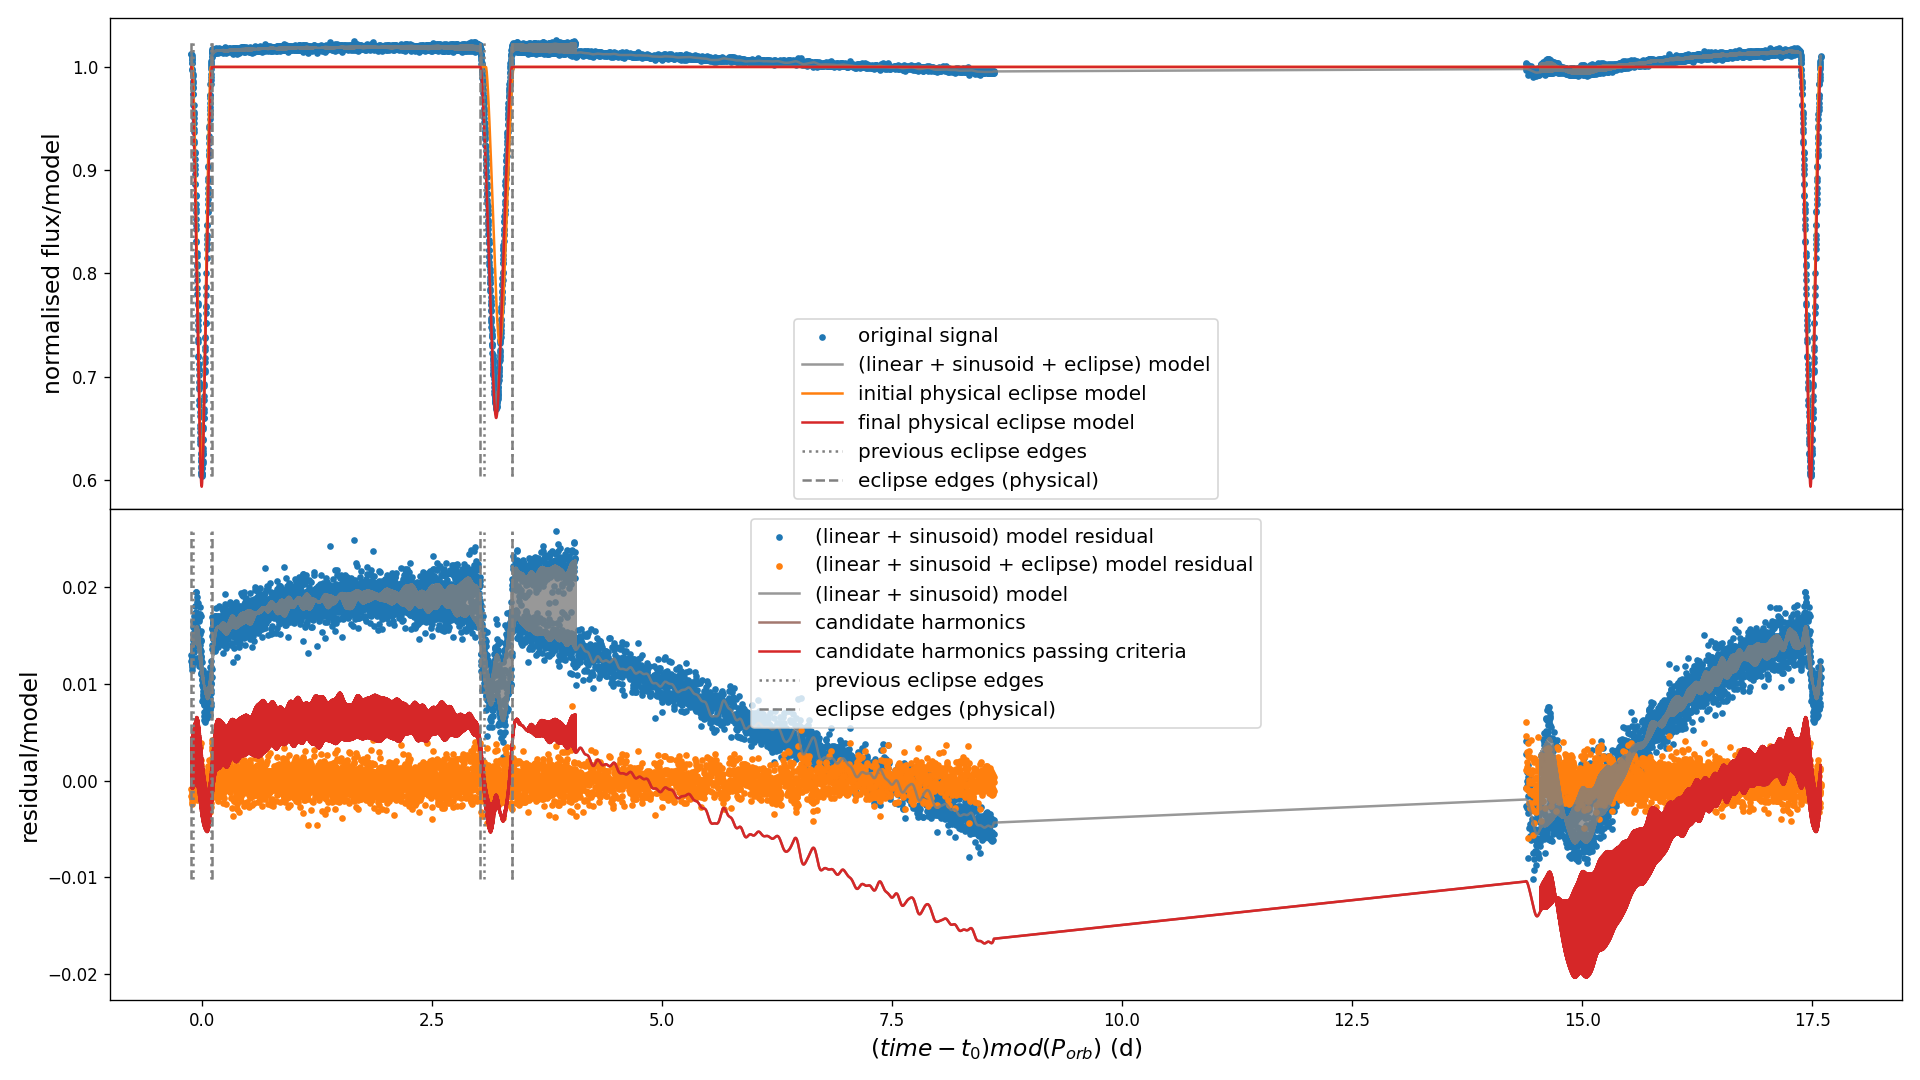 normalised flux/model
1.0
0.9
0.8
0.7
0.6
original signal
(linear + sinusoid + eclipse) model
initial physical eclipse model
final physical eclipse model
previous eclipse edges
eclipse edges (physical)
residual/model
0.02
0.01
0.00
−0.01
−0.02
(linear + sinusoid) model residual
(linear + sinusoid + eclipse) model residual
(linear + sinusoid) model
candidate harmonics
candidate harmonics passing criteria
previous eclipse edges
eclipse edges (physical)
0.0 2.5 5.0 7.5 10.0 12.5 15.0 17.5
(time − t₀)mod(P_orb) (d)